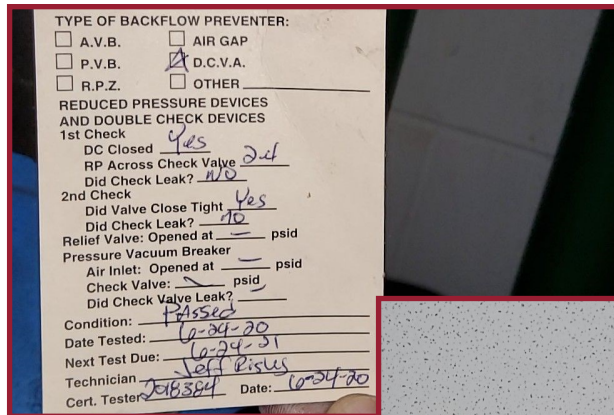 TYPE OF BACKFLOW PREVENTER:
A.V.B. AIR GAP
P.V.B. D.C.V.A.
R.P.Z. OTHER
REDUCED PRESSURE DEVICES
AND DOUBLE CHECK DEVICES
1st Check
DC Closed Yes
RP Across Check Valve 2.4
Did Check Leak? NO
2nd Check
Did Valve Close Tight Yes
Did Check Leak? NO
Relief Valve: Opened at — psid
Pressure Vacuum Breaker
Air Inlet: Opened at — psid
Check Valve: psid
Did Check Valve Leak? —
Condition: PAssed
Date Tested: 6-24-20
Next Test Due: 6-24-21
Technician Jeff
Cert. Tester 2018384 Date: 6-24-20